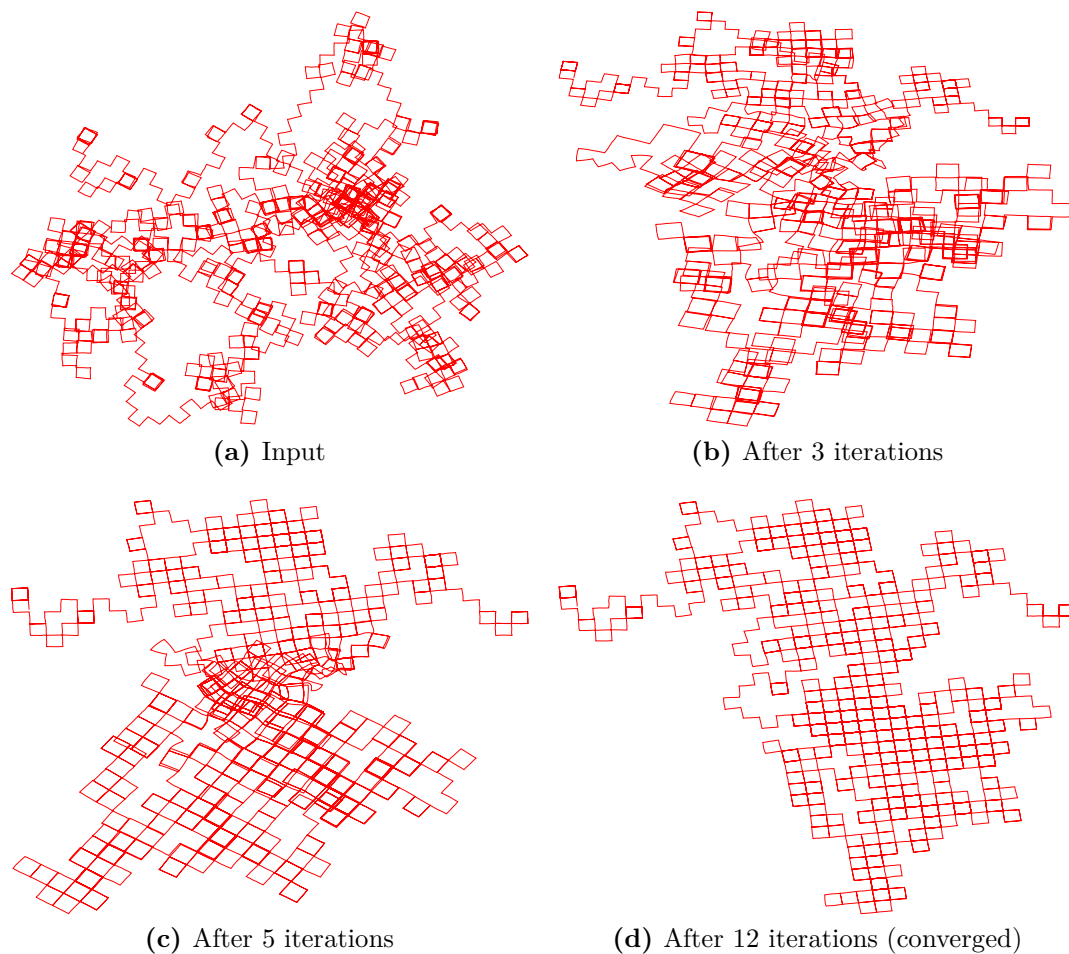 (a) Input
(b) After 3 iterations
(c) After 5 iterations
(d) After 12 iterations (converged)